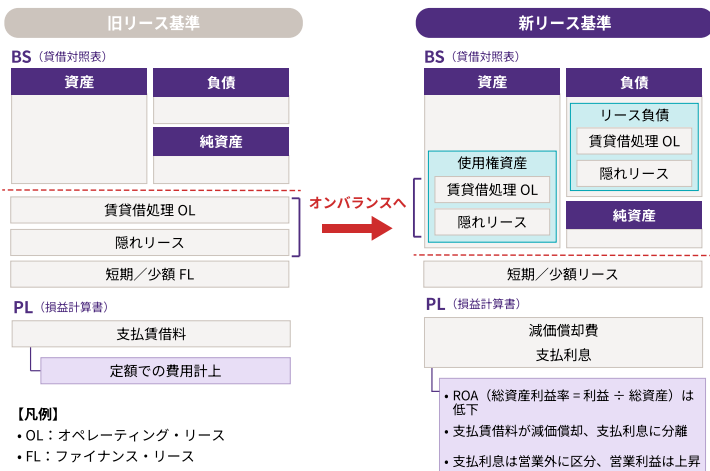 旧リース基準
BS（貸借対照表）
資産
負債
純資産
賃貸借処理 OL
隠れリース
短期／少額 FL
PL（損益計算書）
支払賃借料
定額での費用計上
【凡例】
• OL：オペレーティング・リース
• FL：ファイナンス・リース
オンバランスへ
新リース基準
BS（貸借対照表）
資産
使用権資産
賃貸借処理 OL
隠れリース
負債
リース負債
賃貸借処理 OL
隠れリース
純資産
短期／少額リース
PL（損益計算書）
減価償却費
支払利息
• ROA（総資産利益率 = 利益 ÷ 総資産）は
低下
• 支払賃借料が減価償却、支払利息に分離
• 支払利息は営業外に区分、営業利益は上昇